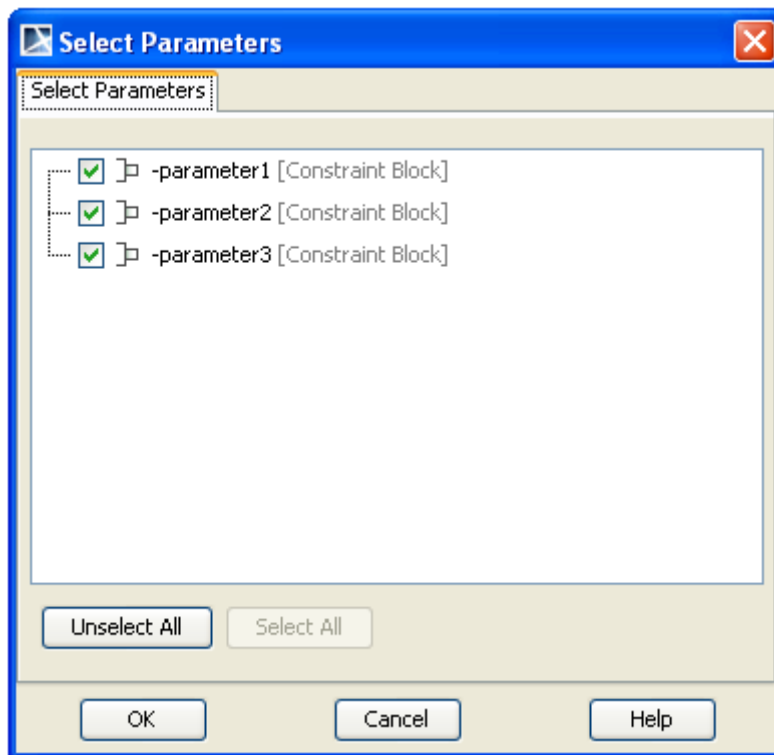 Select Parameters
Select Parameters
-parameter1 [Constraint Block]
-parameter2 [Constraint Block]
-parameter3 [Constraint Block]
Unselect All Select All
OK Cancel Help